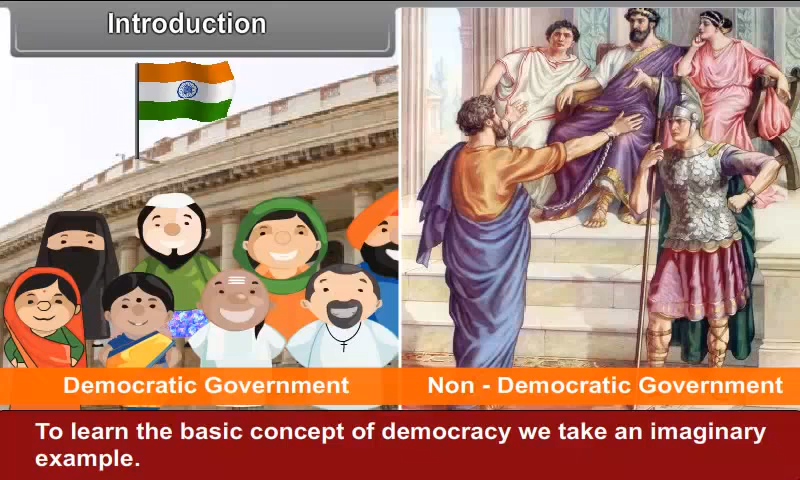 Introduction
Democratic Government
Non - Democratic Government
To learn the basic concept of democracy we take an imaginary
example.